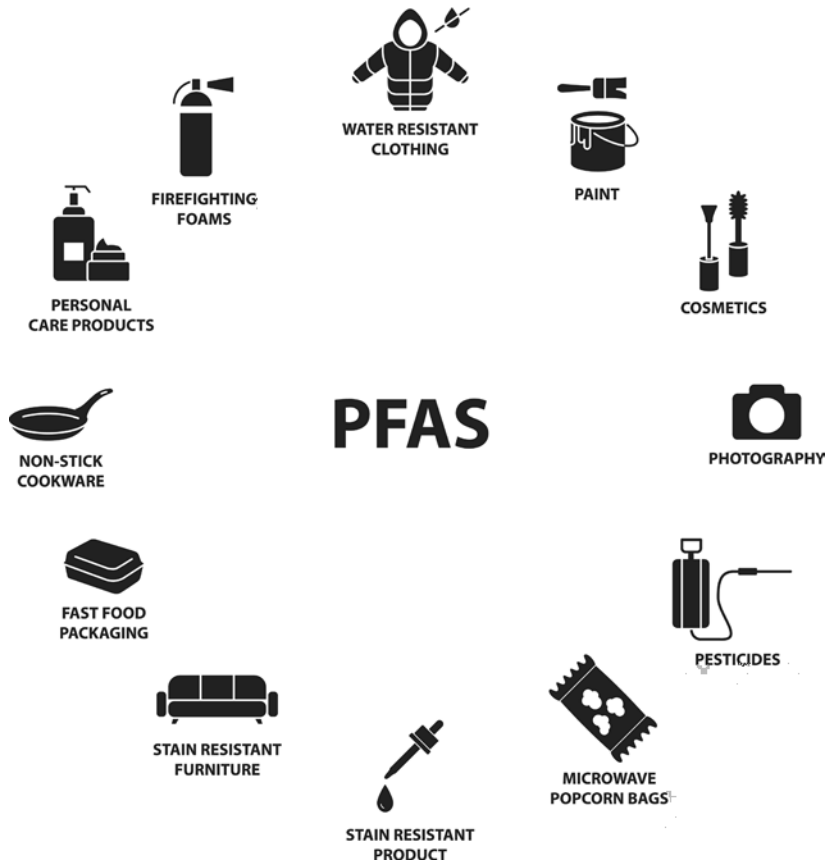 WATER RESISTANT
CLOTHING
PAINT
FIREFIGHTING
FOAMS
COSMETICS
PERSONAL
CARE PRODUCTS
PFAS
NON-STICK
COOKWARE
PHOTOGRAPHY
FAST FOOD
PACKAGING
PESTICIDES
STAIN RESISTANT
FURNITURE
MICROWAVE
POPCORN BAGS
STAIN RESISTANT
PRODUCT